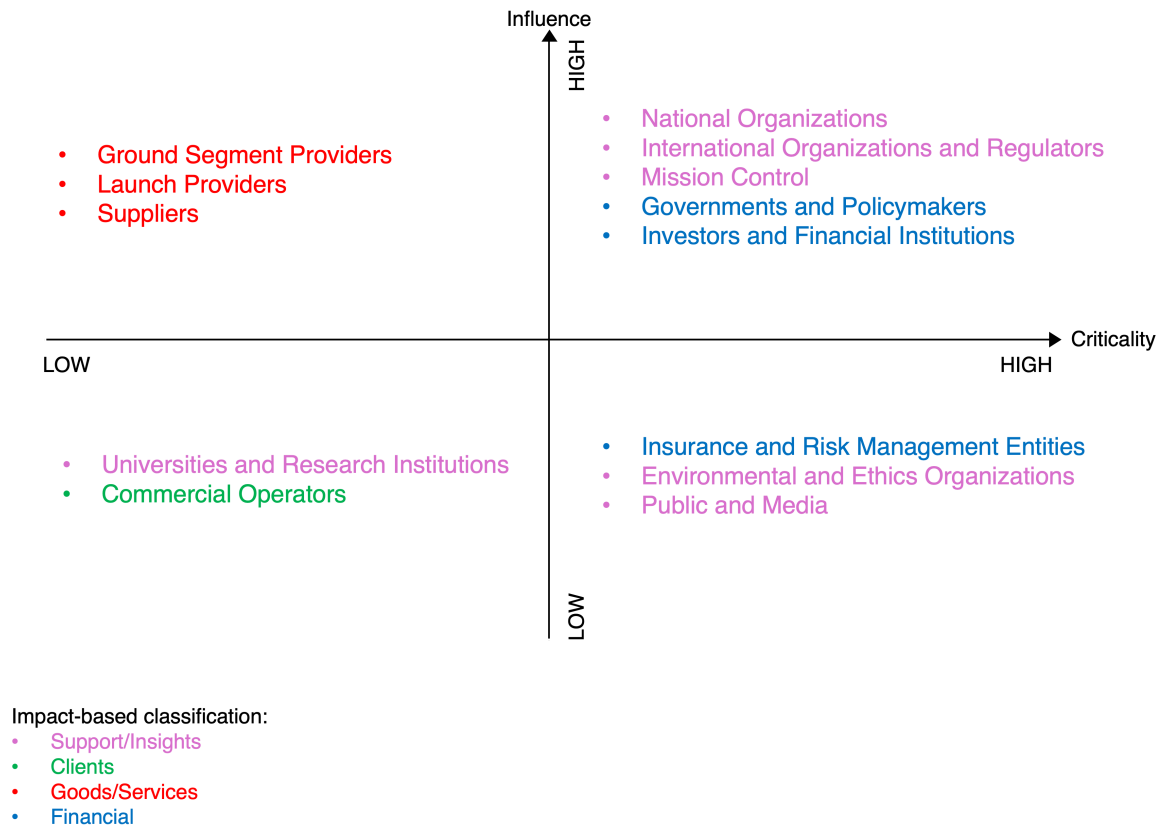 Influence
HIGH
• Ground Segment Providers
• Launch Providers
• Suppliers
• National Organizations
• International Organizations and Regulators
• Mission Control
• Governments and Policymakers
• Investors and Financial Institutions
Criticality
LOW
HIGH
• Universities and Research Institutions
• Commercial Operators
• Insurance and Risk Management Entities
• Environmental and Ethics Organizations
• Public and Media
LOW
Impact-based classification:
• Support/Insights
• Clients
• Goods/Services
• Financial